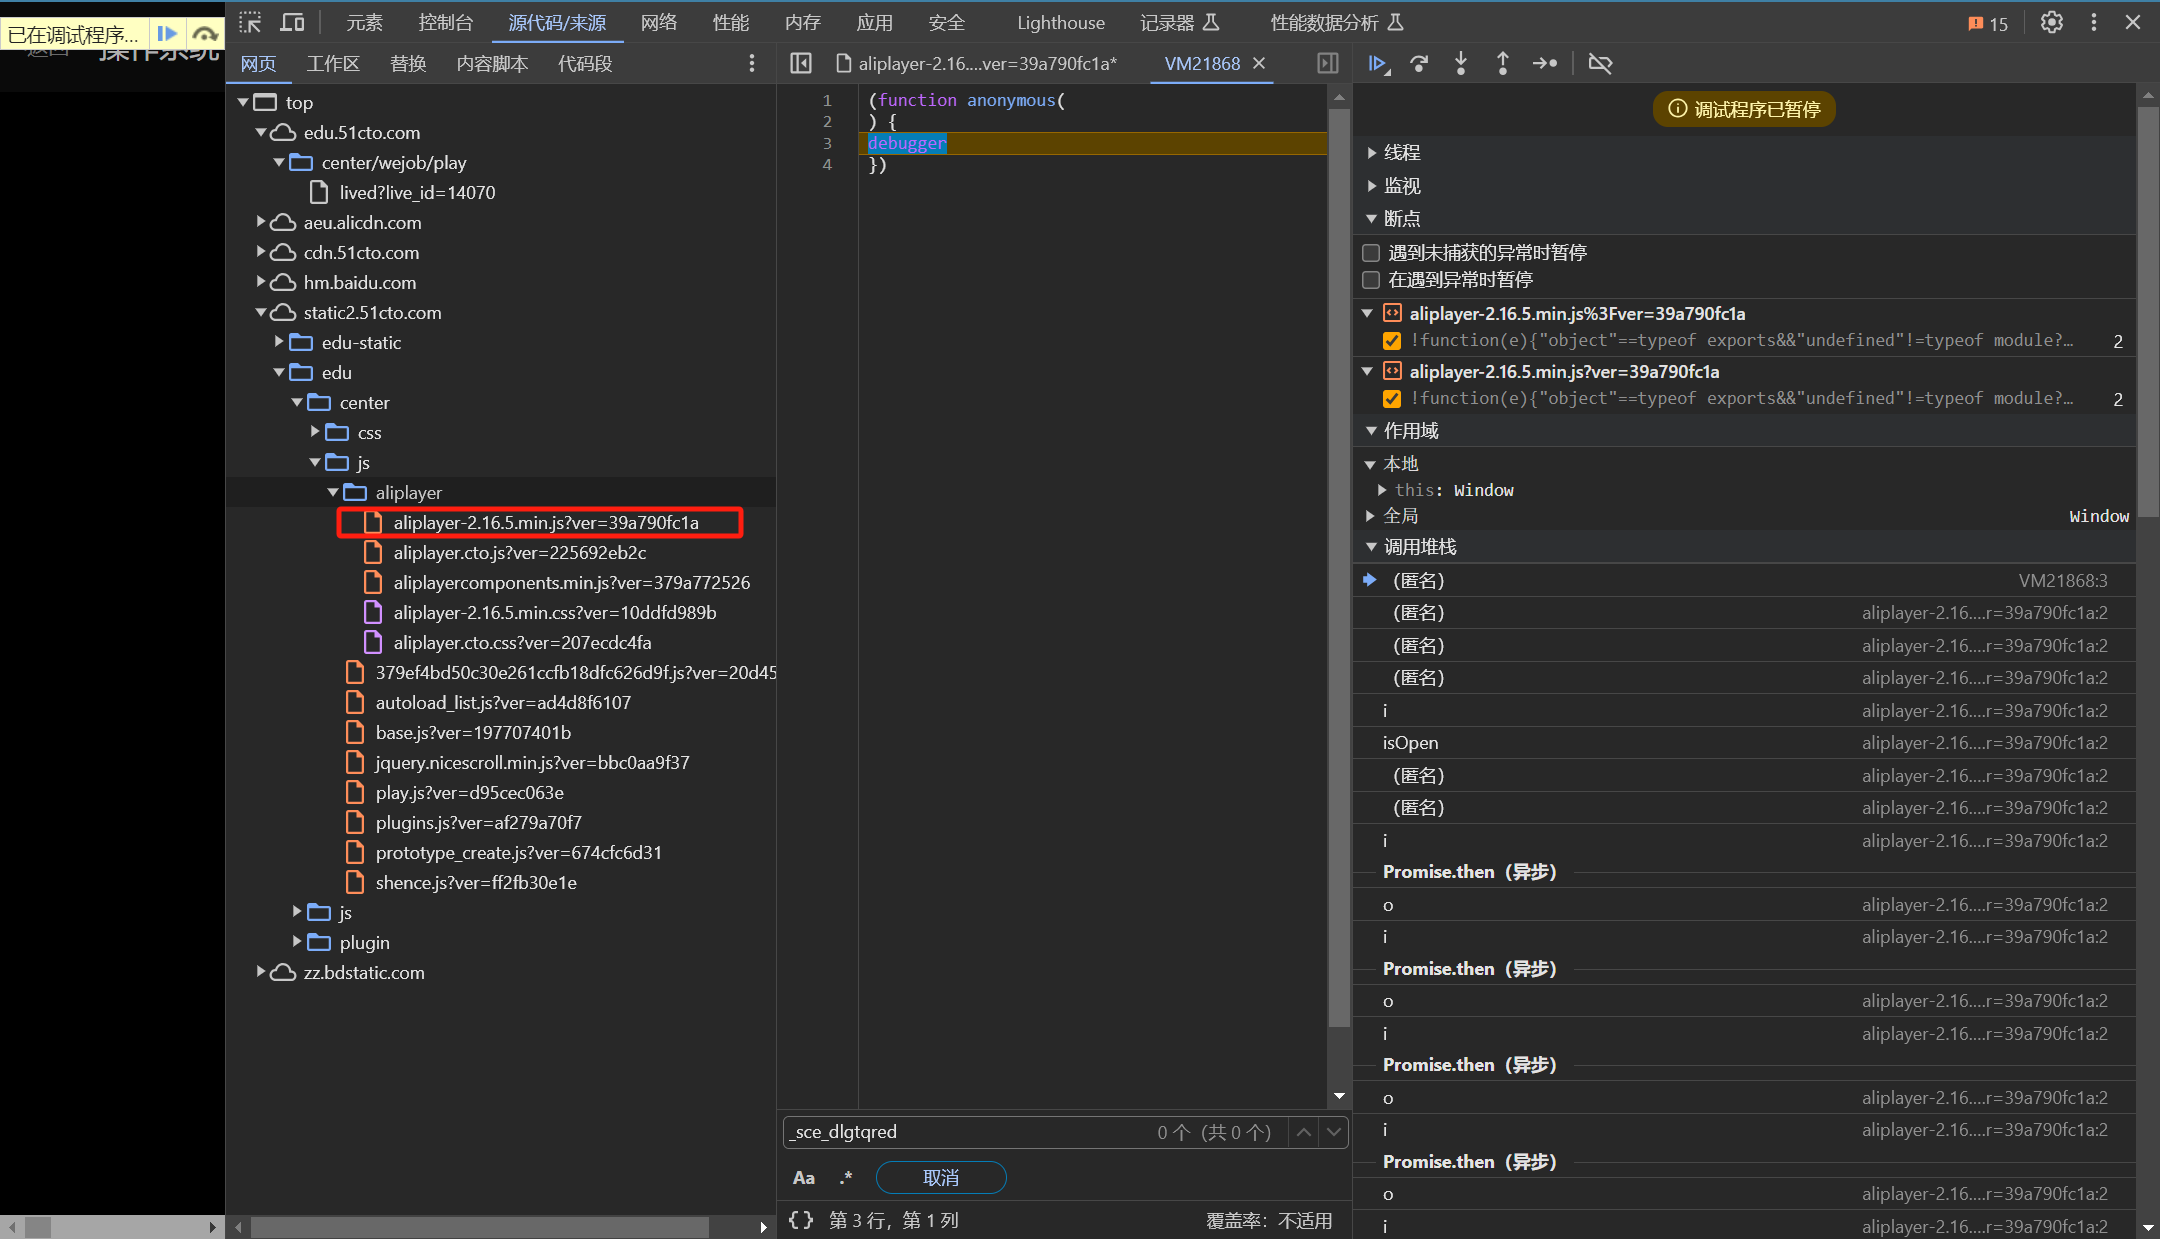 已在调试程序...
返回 操作系统
元素 控制台 源代码/来源 网络 性能 内存 应用 安全 Lighthouse 记录器 性能数据分析 15
网页 工作区 替换 内容脚本 代码段
aliplayer-2.16....ver=39a790fc1a* VM21868
top
edu.51cto.com
center/wejob/play
lived?live_id=14070
aeu.alicdn.com
cdn.51cto.com
hm.baidu.com
static2.51cto.com
edu-static
edu
center
css
js
aliplayer
aliplayer-2.16.5.min.js?ver=39a790fc1a
aliplayer.cto.js?ver=225692eb2c
aliplayercomponents.min.js?ver=379a772526
aliplayer-2.16.5.min.css?ver=10ddfd989b
aliplayer.cto.css?ver=207ecdc4fa
379ef4bd50c30e261ccfb18dfc626d9f.js?ver=20d45
autoload_list.js?ver=ad4d8f6107
base.js?ver=197707401b
jquery.nicescroll.min.js?ver=bbc0aa9f37
play.js?ver=d95cec063e
plugins.js?ver=af279a70f7
prototype_create.js?ver=674cfc6d31
shence.js?ver=ff2fb30e1e
js
plugin
zz.bdstatic.com
1 (function anonymous(
2 ) {
3 debugger
4 })
_sce_dlgtqred 0 个 (共 0 个)
Aa .* 取消
{} 第 3 行，第 1 列 覆盖率：不适用
调试程序已暂停
线程
监视
断点
遇到未捕获的异常时暂停
在遇到异常时暂停
aliplayer-2.16.5.min.js%3Fver=39a790fc1a
!function(e){"object"==typeof exports&&"undefined"!=typeof module?… 2
aliplayer-2.16.5.min.js?ver=39a790fc1a
!function(e){"object"==typeof exports&&"undefined"!=typeof module?… 2
作用域
本地
this: Window
全局 Window
调用堆栈
(匿名) VM21868:3
(匿名) aliplayer-2.16....r=39a790fc1a:2
(匿名) aliplayer-2.16....r=39a790fc1a:2
(匿名) aliplayer-2.16....r=39a790fc1a:2
i aliplayer-2.16....r=39a790fc1a:2
isOpen aliplayer-2.16....r=39a790fc1a:2
(匿名) aliplayer-2.16....r=39a790fc1a:2
(匿名) aliplayer-2.16....r=39a790fc1a:2
i aliplayer-2.16....r=39a790fc1a:2
Promise.then（异步）
o aliplayer-2.16....r=39a790fc1a:2
i aliplayer-2.16....r=39a790fc1a:2
Promise.then（异步）
o aliplayer-2.16....r=39a790fc1a:2
i aliplayer-2.16....r=39a790fc1a:2
Promise.then（异步）
o aliplayer-2.16....r=39a790fc1a:2
i aliplayer-2.16....r=39a790fc1a:2
Promise.then（异步）
o aliplayer-2.16....r=39a790fc1a:2
i aliplayer-2.16....r=39a790fc1a:2